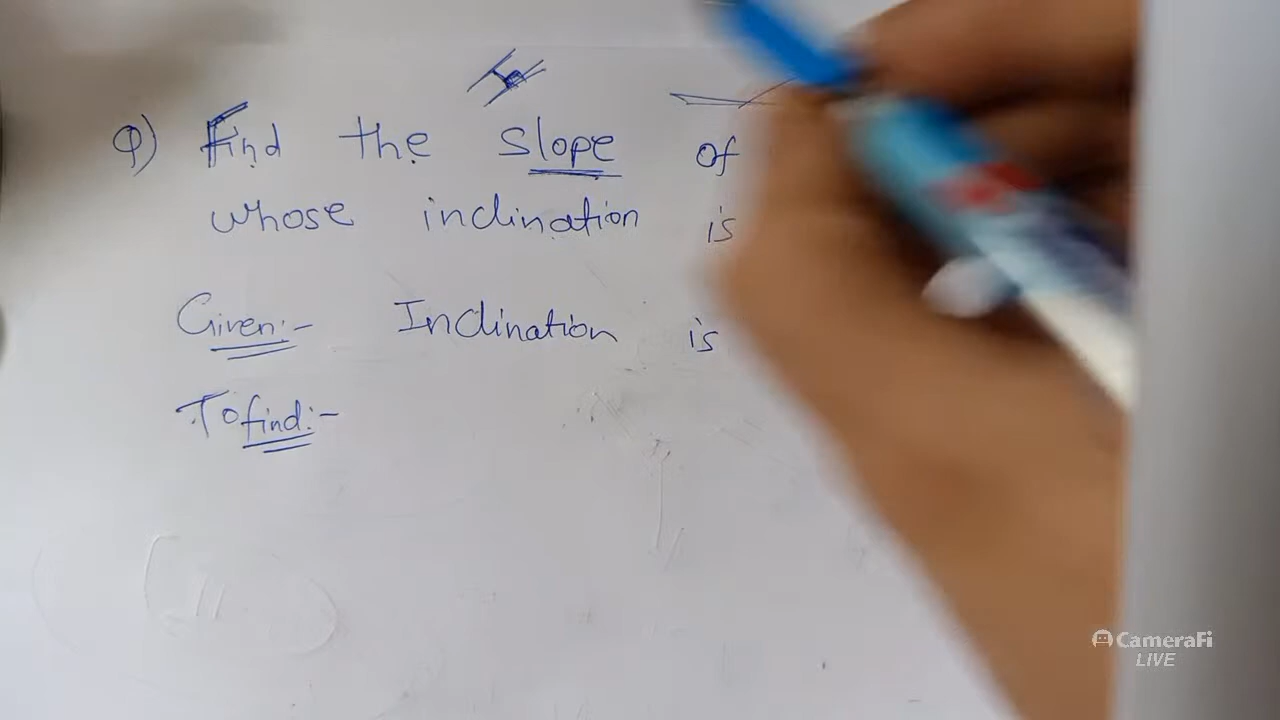 Q) Find the slope of
whose inclination is
Given:- Inclination is
To find:-
CameraFi
LIVE